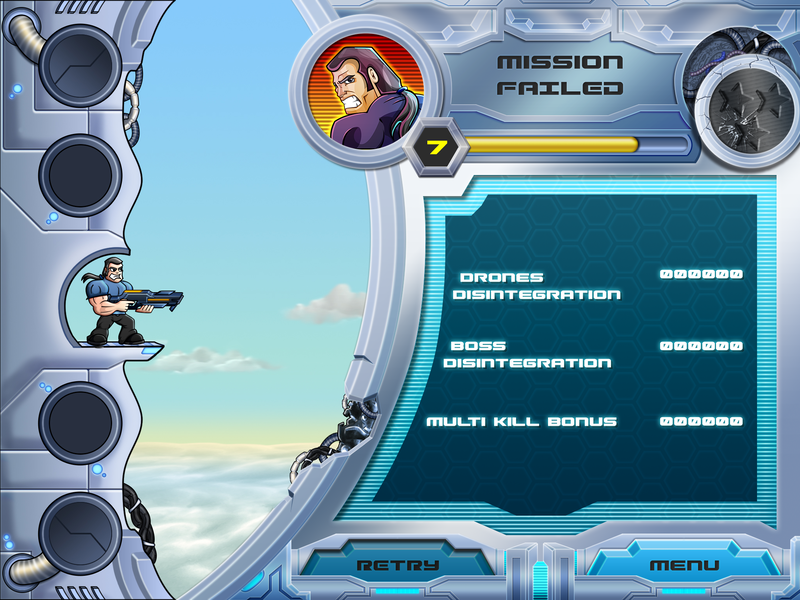 MISSION
FAILED
7
DRONES
DISINTEGRATION
000000
BOSS
DISINTEGRATION
000000
MULTI KILL BONUS
000000
RETRY
MENU